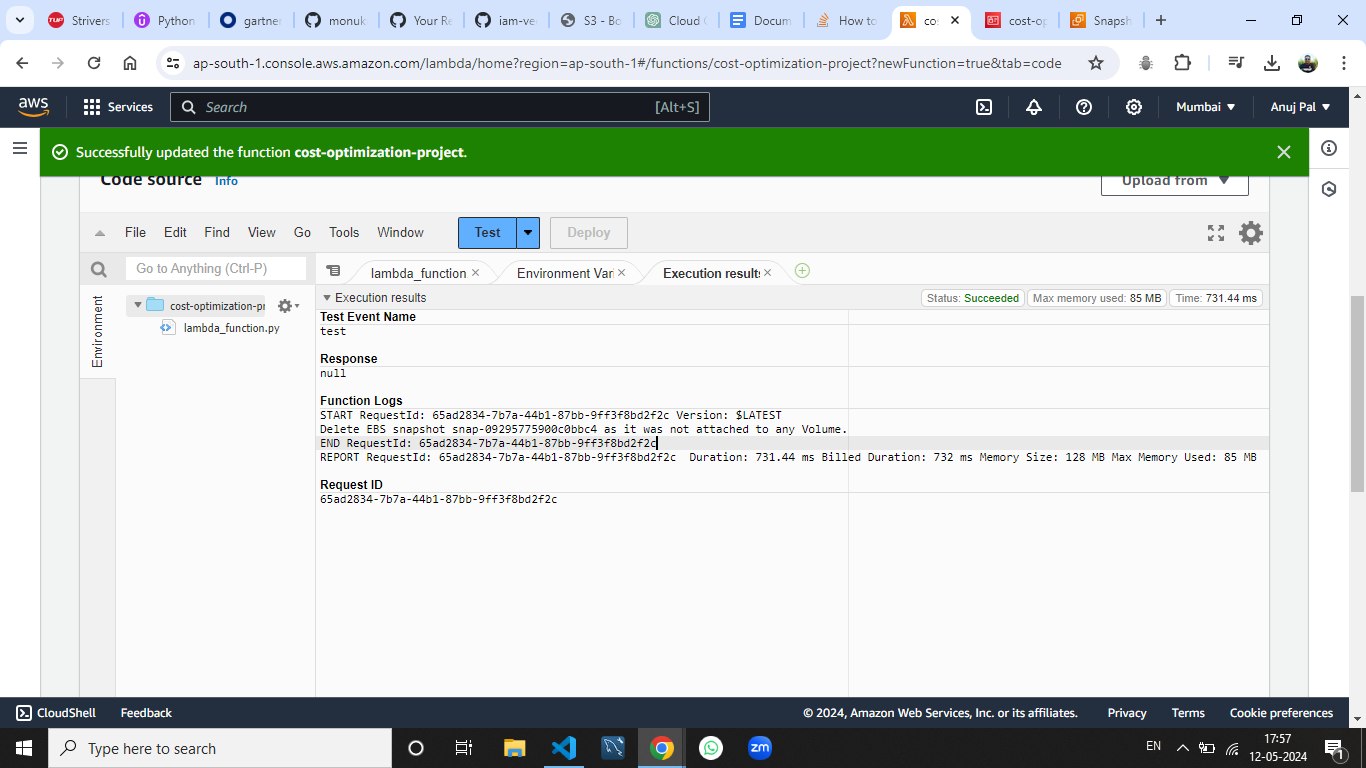 Strivers
Python
gartne
monuk
Your Re
iam-ve
S3 - Bo
Cloud C
Docum
How to
co
cost-op
Snapsh
ap-south-1.console.aws.amazon.com/lambda/home?region=ap-south-1#/functions/cost-optimization-project?newFunction=true&tab=code
aws Services Search [Alt+S] Mumbai Anuj Pal
Successfully updated the function cost-optimization-project.
Code source Info Upload from
File Edit Find View Go Tools Window Test Deploy
Go to Anything (Ctrl-P)
lambda_function Environment Vari Execution results
Environment
cost-optimization-pr
lambda_function.py
Execution results Status: Succeeded Max memory used: 85 MB Time: 731.44 ms
Test Event Name
test
Response
null
Function Logs
START RequestId: 65ad2834-7b7a-44b1-87bb-9ff3f8bd2f2c Version: $LATEST
Delete EBS snapshot snap-09295775900c0bbc4 as it was not attached to any Volume.
END RequestId: 65ad2834-7b7a-44b1-87bb-9ff3f8bd2f2c
REPORT RequestId: 65ad2834-7b7a-44b1-87bb-9ff3f8bd2f2c Duration: 731.44 ms Billed Duration: 732 ms Memory Size: 128 MB Max Memory Used: 85 MB
Request ID
65ad2834-7b7a-44b1-87bb-9ff3f8bd2f2c
CloudShell Feedback © 2024, Amazon Web Services, Inc. or its affiliates. Privacy Terms Cookie preferences
Type here to search
zm
EN
17:57
12-05-2024
1